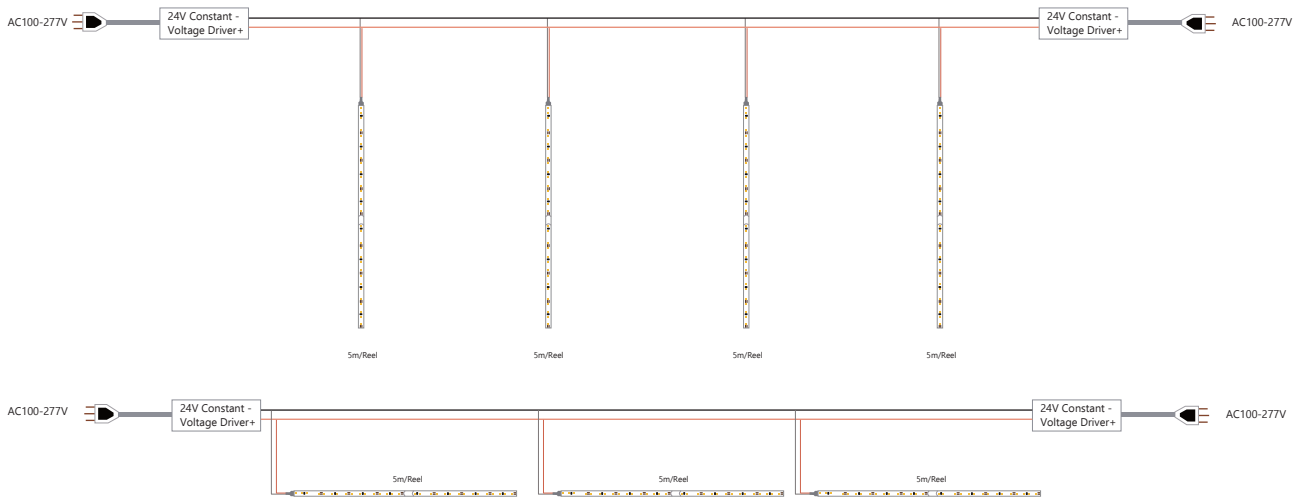 AC100-277V
24V Constant -
Voltage Driver+
24V Constant -
Voltage Driver+
AC100-277V
5m/Reel
5m/Reel
5m/Reel
5m/Reel
AC100-277V
24V Constant -
Voltage Driver+
24V Constant -
Voltage Driver+
AC100-277V
5m/Reel
5m/Reel
5m/Reel